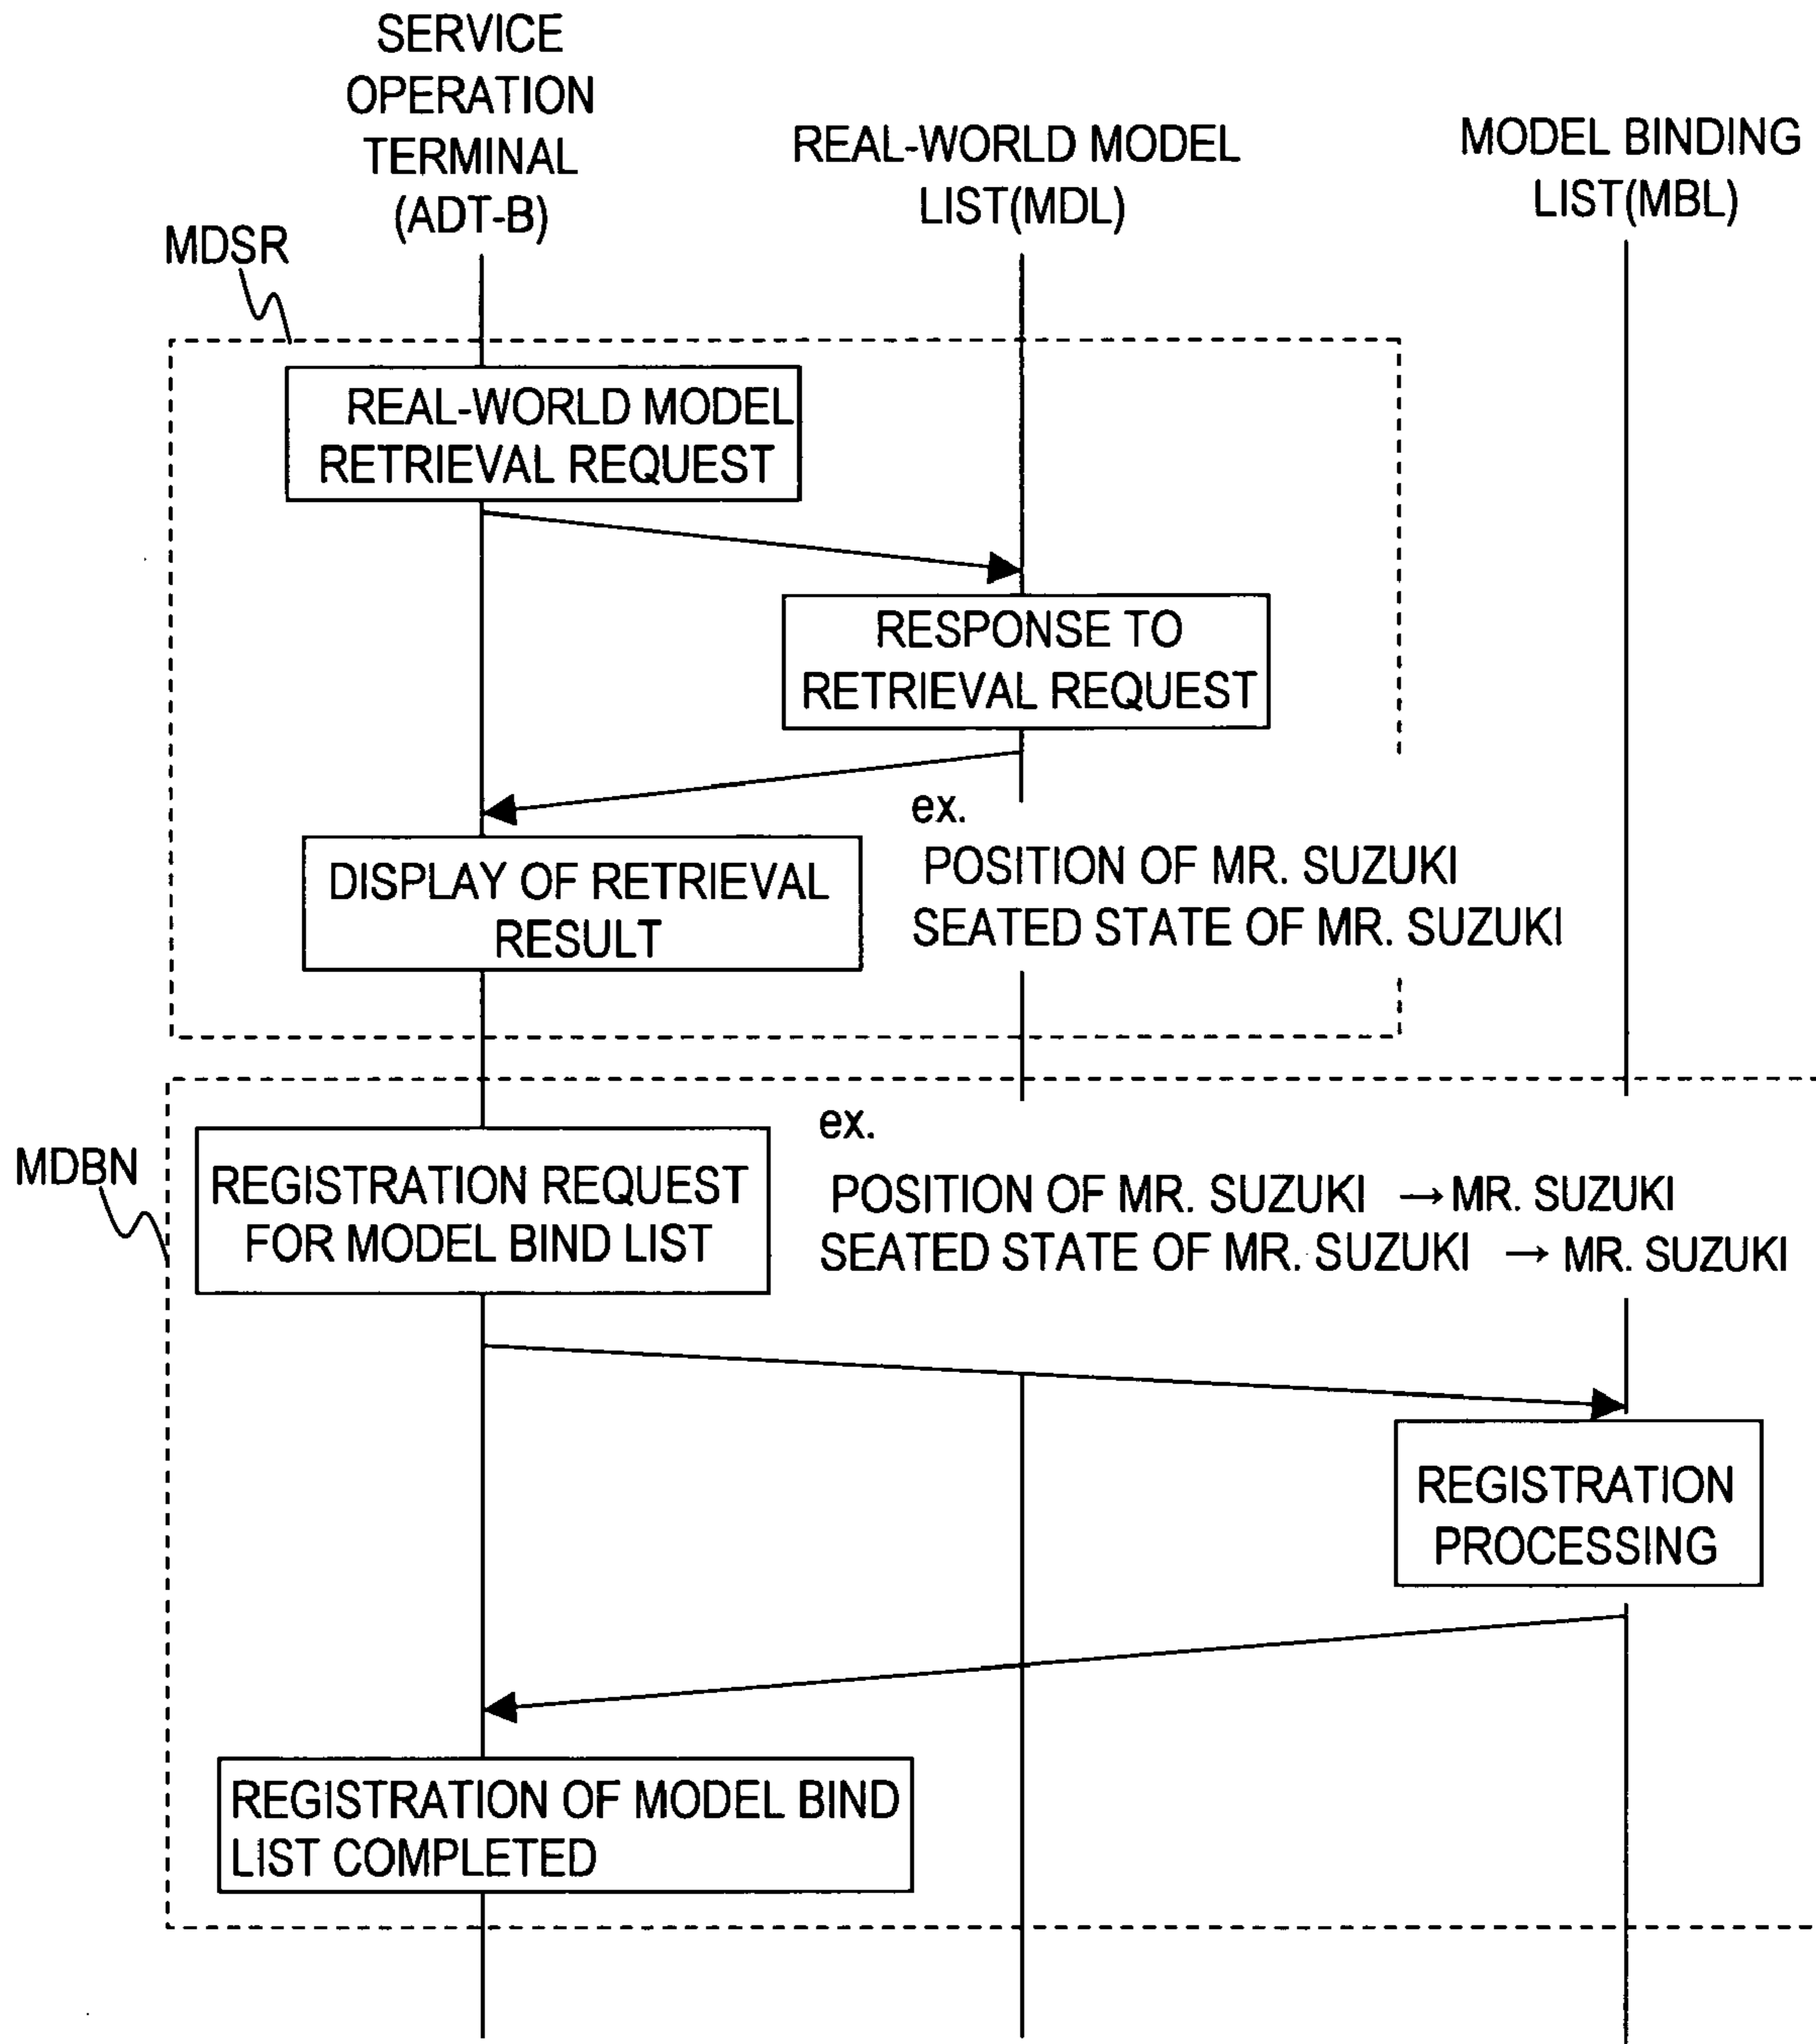 SERVICE
OPERATION
TERMINAL
(ADT-B)
REAL-WORLD MODEL
LIST(MDL)
MODEL BINDING
LIST(MBL)
MDSR
REAL-WORLD MODEL
RETRIEVAL REQUEST
RESPONSE TO
RETRIEVAL REQUEST
ex.
POSITION OF MR. SUZUKI
SEATED STATE OF MR. SUZUKI
DISPLAY OF RETRIEVAL
RESULT
MDBN
REGISTRATION REQUEST
FOR MODEL BIND LIST
ex.
POSITION OF MR. SUZUKI → MR. SUZUKI
SEATED STATE OF MR. SUZUKI → MR. SUZUKI
REGISTRATION
PROCESSING
REGISTRATION OF MODEL BIND
LIST COMPLETED